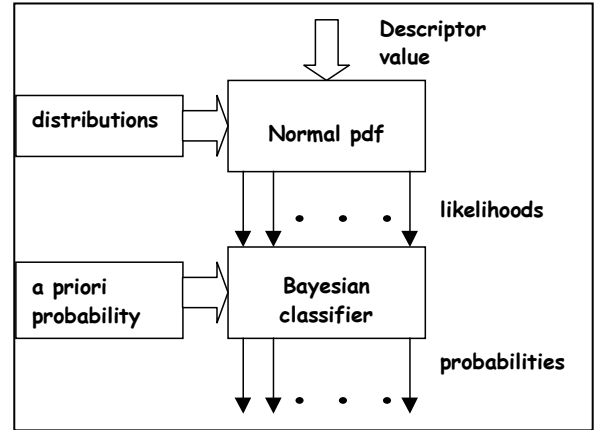 Descriptor
value
distributions
Normal pdf
likelihoods
a priori
probability
Bayesian
classifier
probabilities